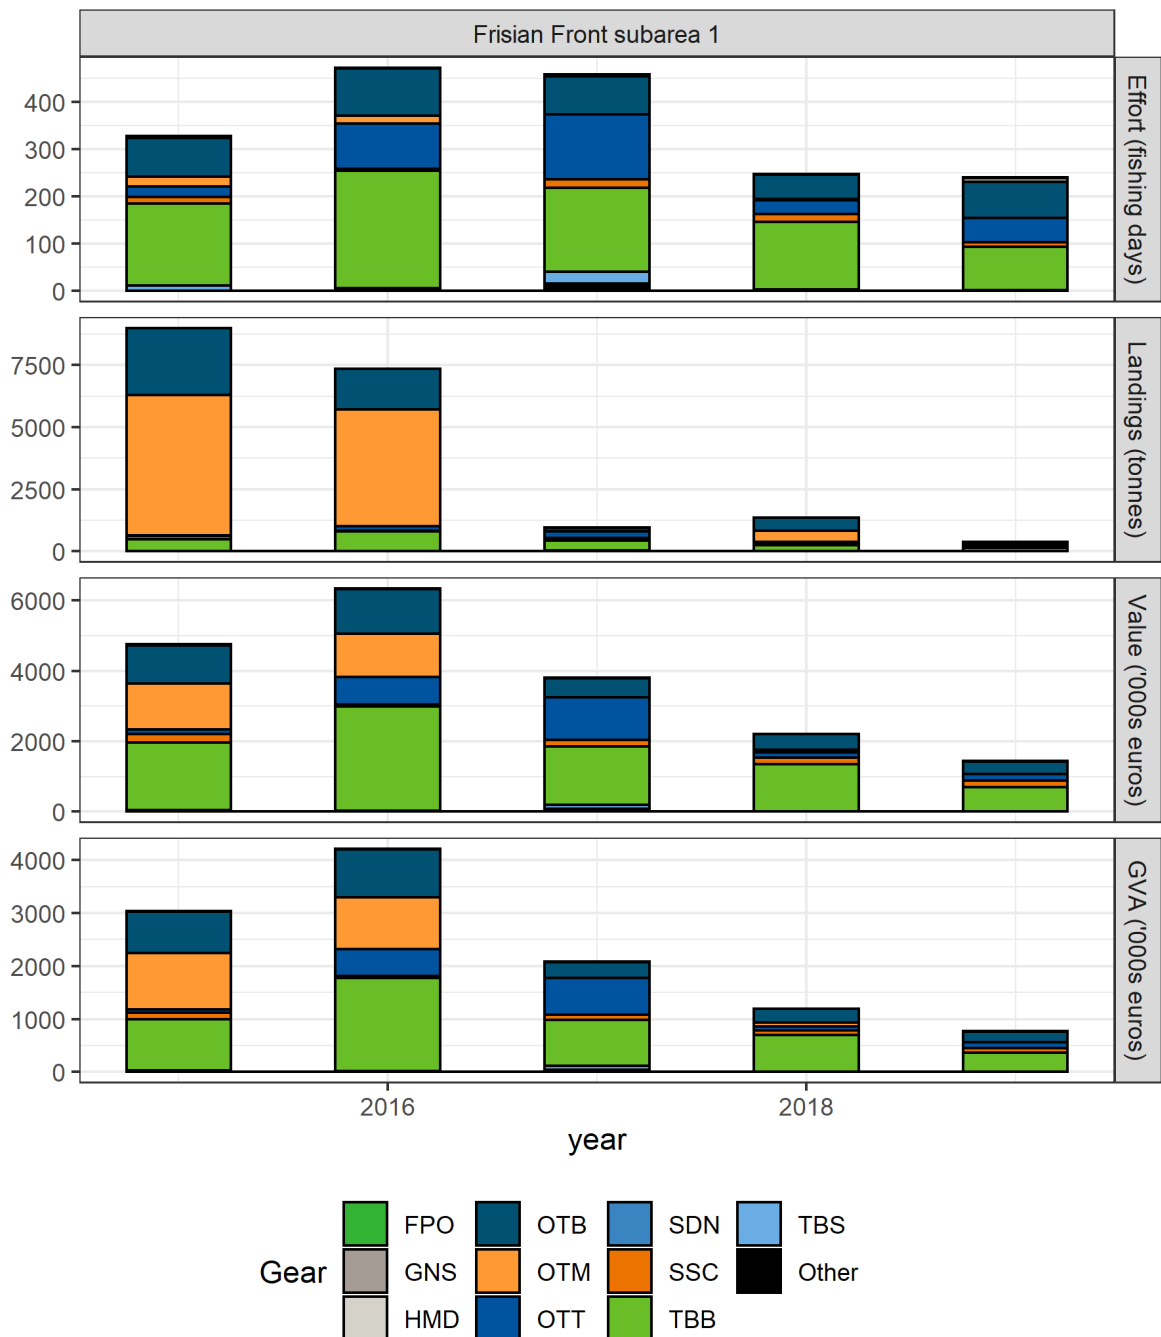 Frisian Front subarea 1
400
300
200
100
0
Effort (fishing days)
7500
5000
2500
0
Landings (tonnes)
6000
4000
2000
0
Value ('000s euros)
4000
3000
2000
1000
0
GVA ('000s euros)
2016 2018
year
Gear
FPO OTB SDN TBS
GNS OTM SSC Other
HMD OTT TBB